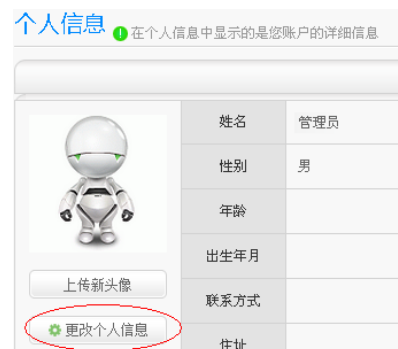 个人信息 在个人信息中显示的是您账户的详细信息
姓名 管理员
性别 男
年龄
出生年月
上传新头像
联系方式
更改个人信息
住址